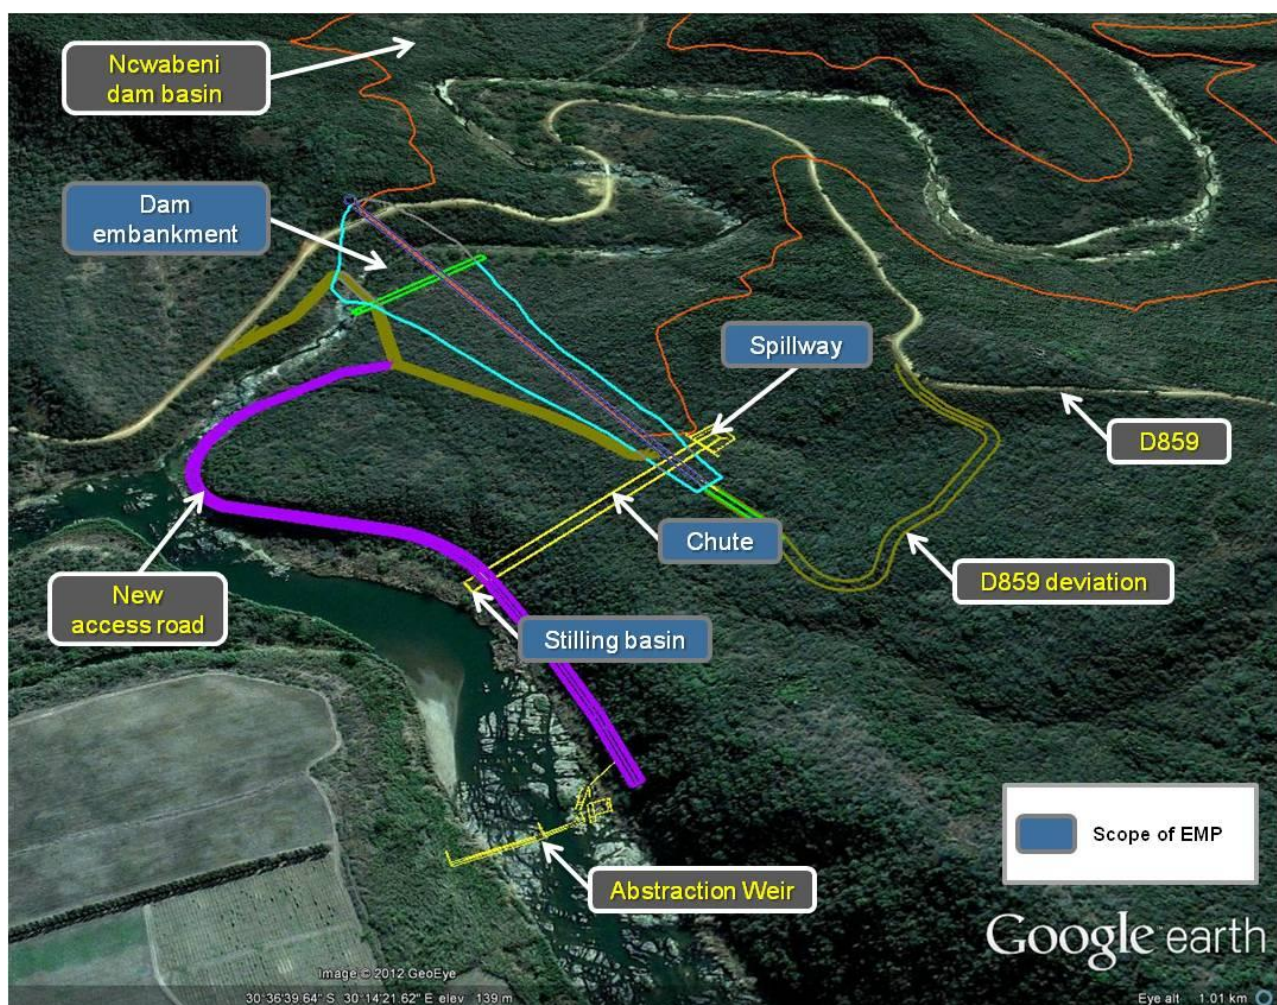 Ncwabeni
dam basin
Dam
embankment
Spillway
D859
Chute
D859 deviation
New
access road
Stilling basin
Scope of EMP
Abstraction Weir
Google earth
Image © 2012 GeoEye
30°36'39.64" S 30°14'21.62" E elev 139 m
Eye alt 1.01 km